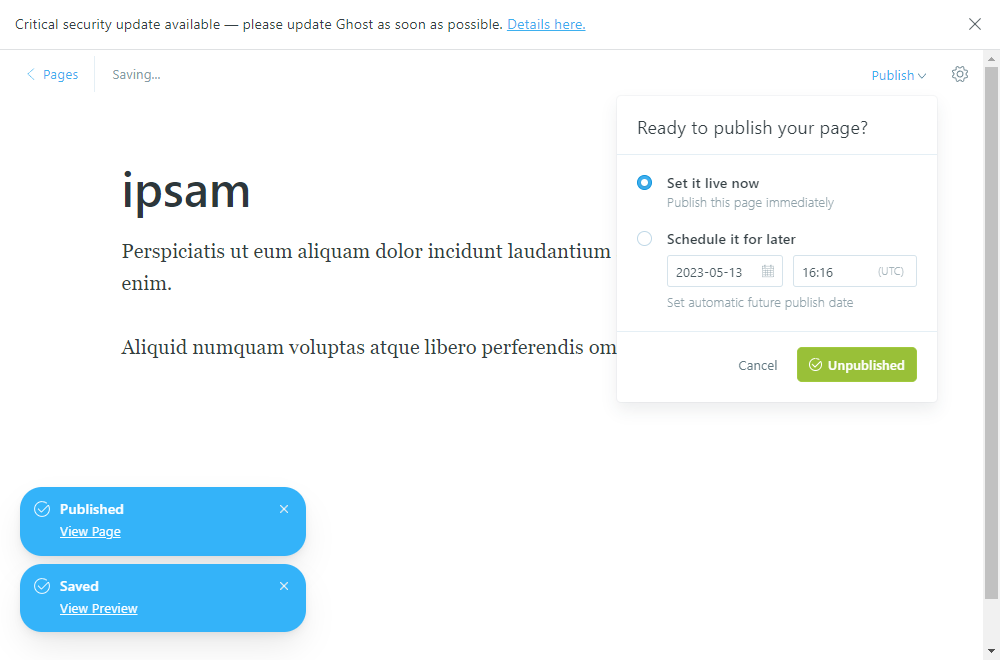 Critical security update available — please update Ghost as soon as possible. Details here.
Pages
Saving...
Publish
Ready to publish your page?
Set it live now
Publish this page immediately
Schedule it for later
2023-05-13
16:16
(UTC)
Set automatic future publish date
Cancel
Unpublished
ipsam
Perspiciatis ut eum aliquam dolor incidunt laudantium
enim.
Aliquid numquam voluptas atque libero perferendis om
Published
View Page
Saved
View Preview